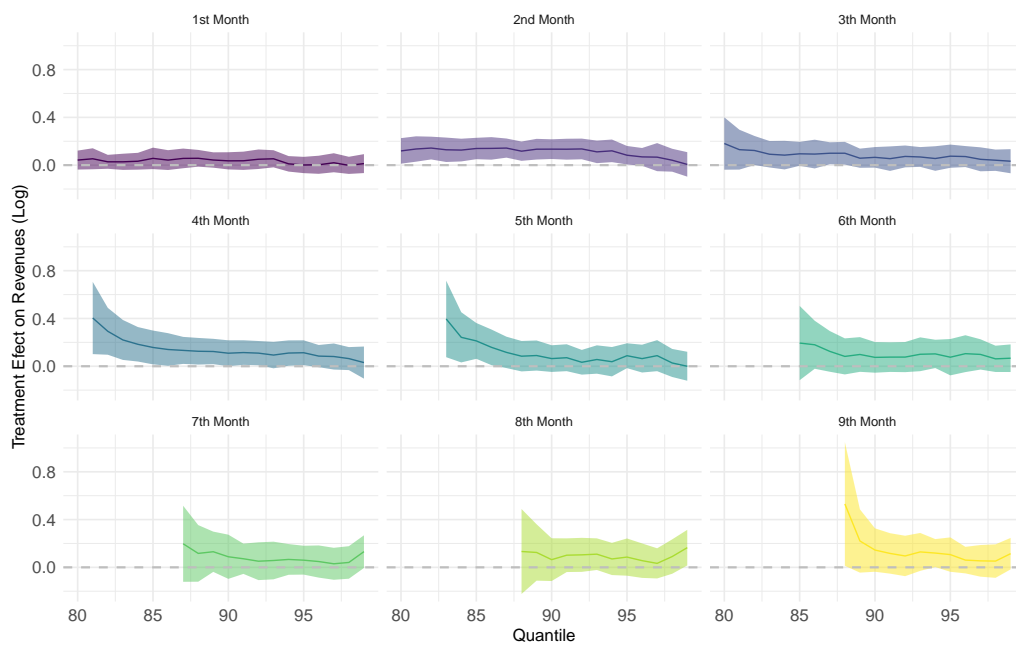 1st Month
2nd Month
3th Month
0.8
0.4
0.0
4th Month
5th Month
6th Month
0.8
0.4
0.0
7th Month
8th Month
9th Month
0.8
0.4
0.0
80 85 90 95
80 85 90 95
80 85 90 95
Quantile
Treatment Efect on Revenues (Log)